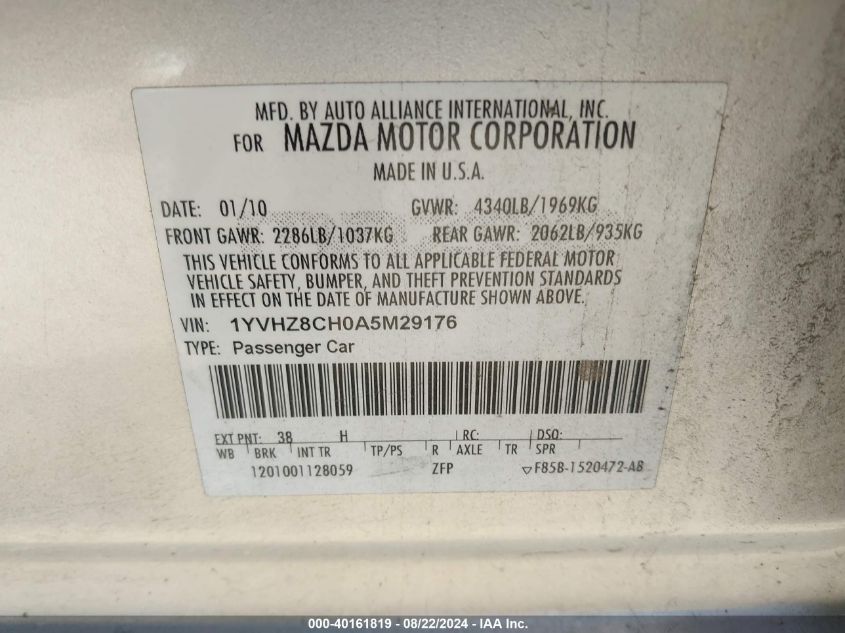 MFD. BY AUTO ALLIANCE INTERNATIONAL, INC.
FOR MAZDA MOTOR CORPORATION
MADE IN U.S.A.
DATE: 01/10 GVWR: 4340LB/1969KG
FRONT GAWR: 2286LB/1037KG REAR GAWR: 2062LB/935KG
THIS VEHICLE CONFORMS TO ALL APPLICABLE FEDERAL MOTOR
VEHICLE SAFETY, BUMPER, AND THEFT PREVENTION STANDARDS
IN EFFECT ON THE DATE OF MANUFACTURE SHOWN ABOVE.
VIN: 1YVHZ8CH0A5M29176
TYPE: Passenger Car
EXT PNT: 38 H RC: DSO:
WB BRK INT TR TP/PS R AXLE TR SPR
1201001128059 ZFP ▽F85B-1520472-AB
000-40161819 - 08/22/2024 - IAA Inc.